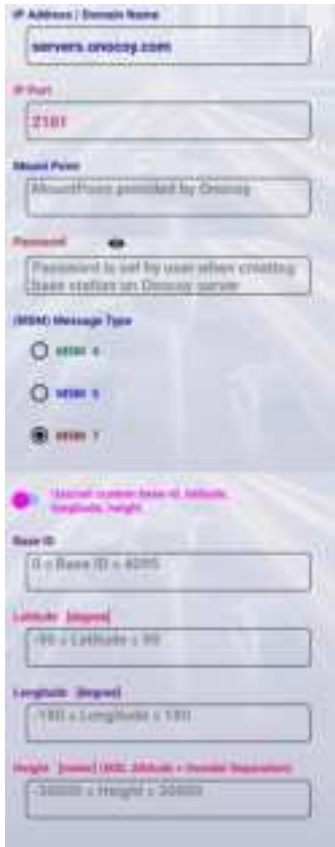 IP Address / Domain Name
servers.onocoy.com
IP Port
2101
Mount Point
MountPoint provided by Onocoy
Password
Password is set by user when creating
base station on Onocoy server
(MSM) Message Type
MSM 4
MSM 5
MSM 7
custom base id, latitude,
longitude, height.
Base ID
0 ≤ Base ID ≤ 4095
Latitude [degree]
-90 ≤ Latitude ≤ 90
Longitude [degree]
-180 ≤ Longitude ≤ 180
Height [meter] (MSL Altitude + Geoidal Separation)
-30000 ≤ Height ≤ 30000